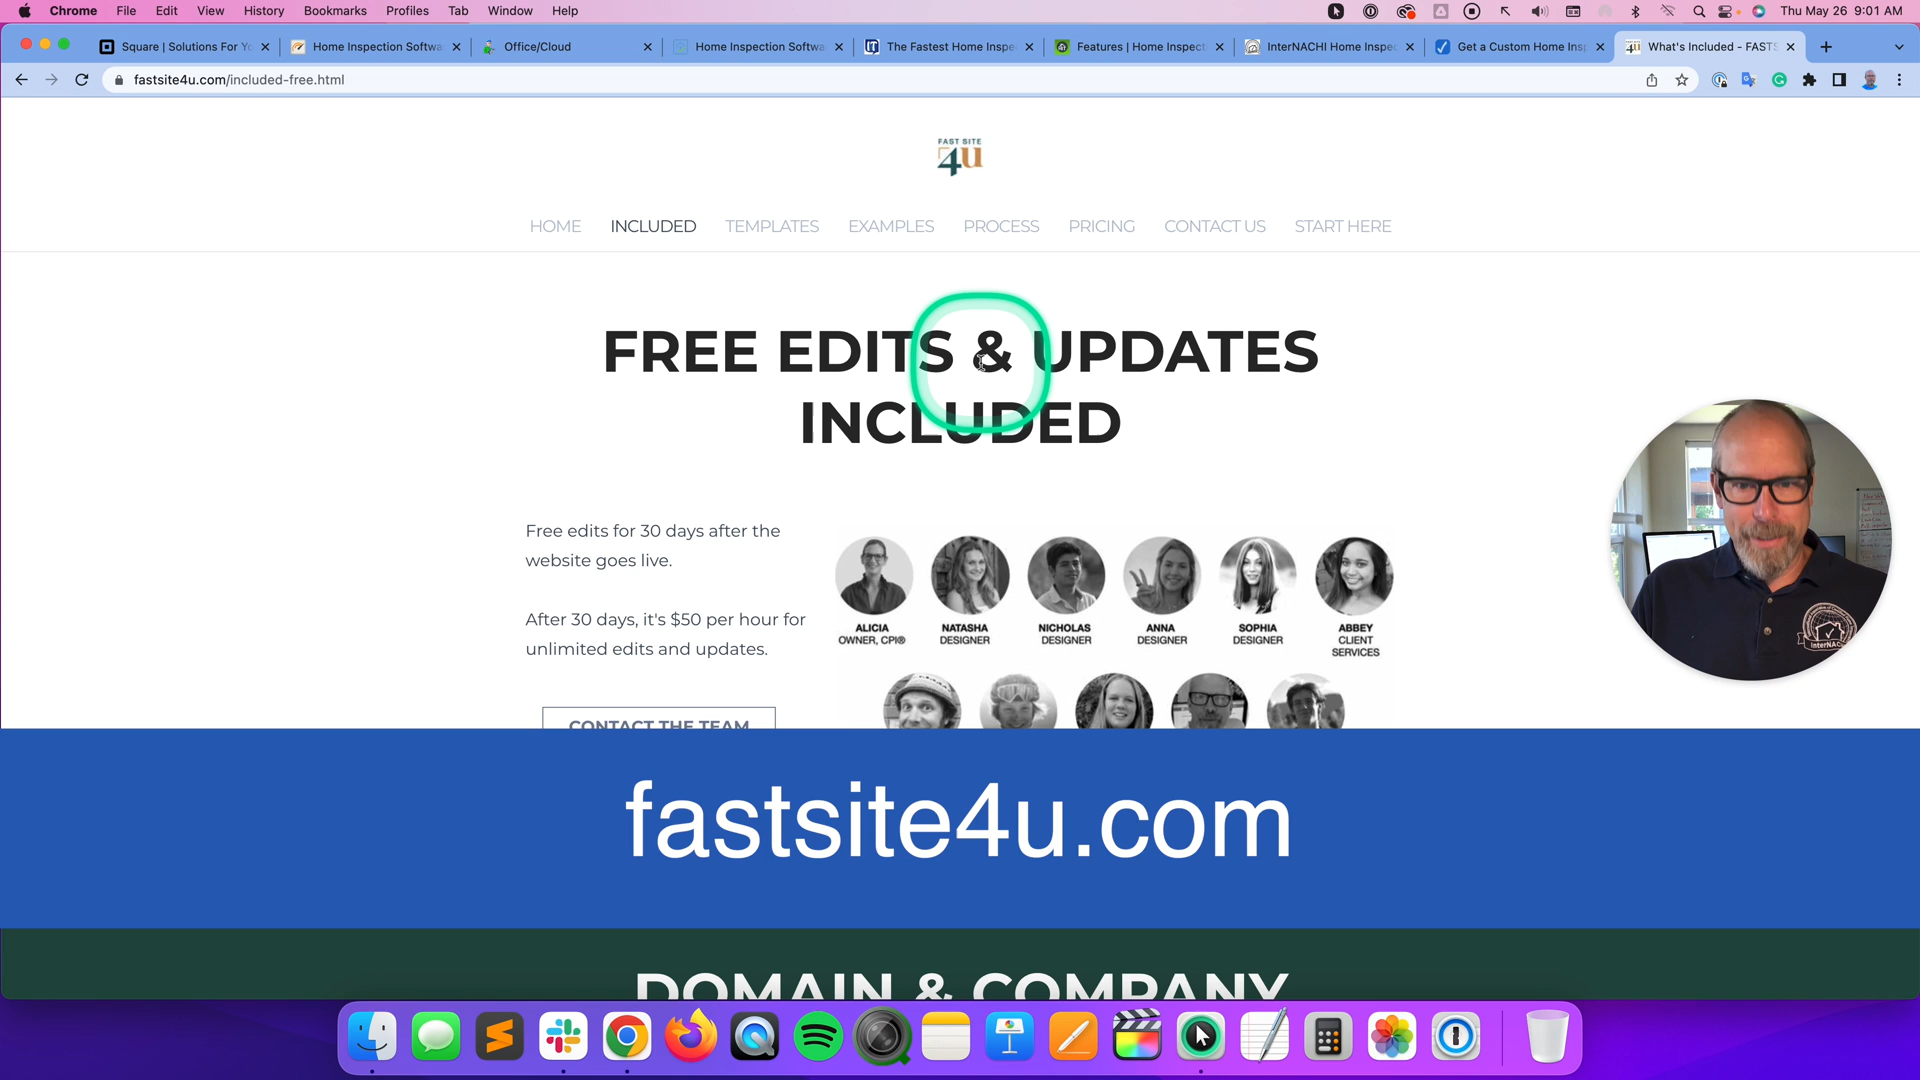 Chrome File Edit View History Bookmarks Profiles Tab Window Help Thu May 26 9:01 AM
Square | Solutions For Yo Home Inspection Softwa Office/Cloud Home Inspection Softwa The Fastest Home Inspe Features | Home Inspect InterNACHI Home Inspec Get a Custom Home Insp What's Included - FASTS
fastsite4u.com/included-free.html
FAST SITE
4u
HOME INCLUDED TEMPLATES EXAMPLES PROCESS PRICING CONTACT US START HERE
FREE EDITS & UPDATES
INCLUDED
Free edits for 30 days after the
website goes live.
After 30 days, it's $50 per hour for
unlimited edits and updates.
CONTACT THE TEAM
ALICIA
OWNER, CPI®
NATASHA
DESIGNER
NICHOLAS
DESIGNER
ANNA
DESIGNER
SOPHIA
DESIGNER
ABBEY
CLIENT
SERVICES
InterNACHI
fastsite4u.com
DOMAIN & COMPANY